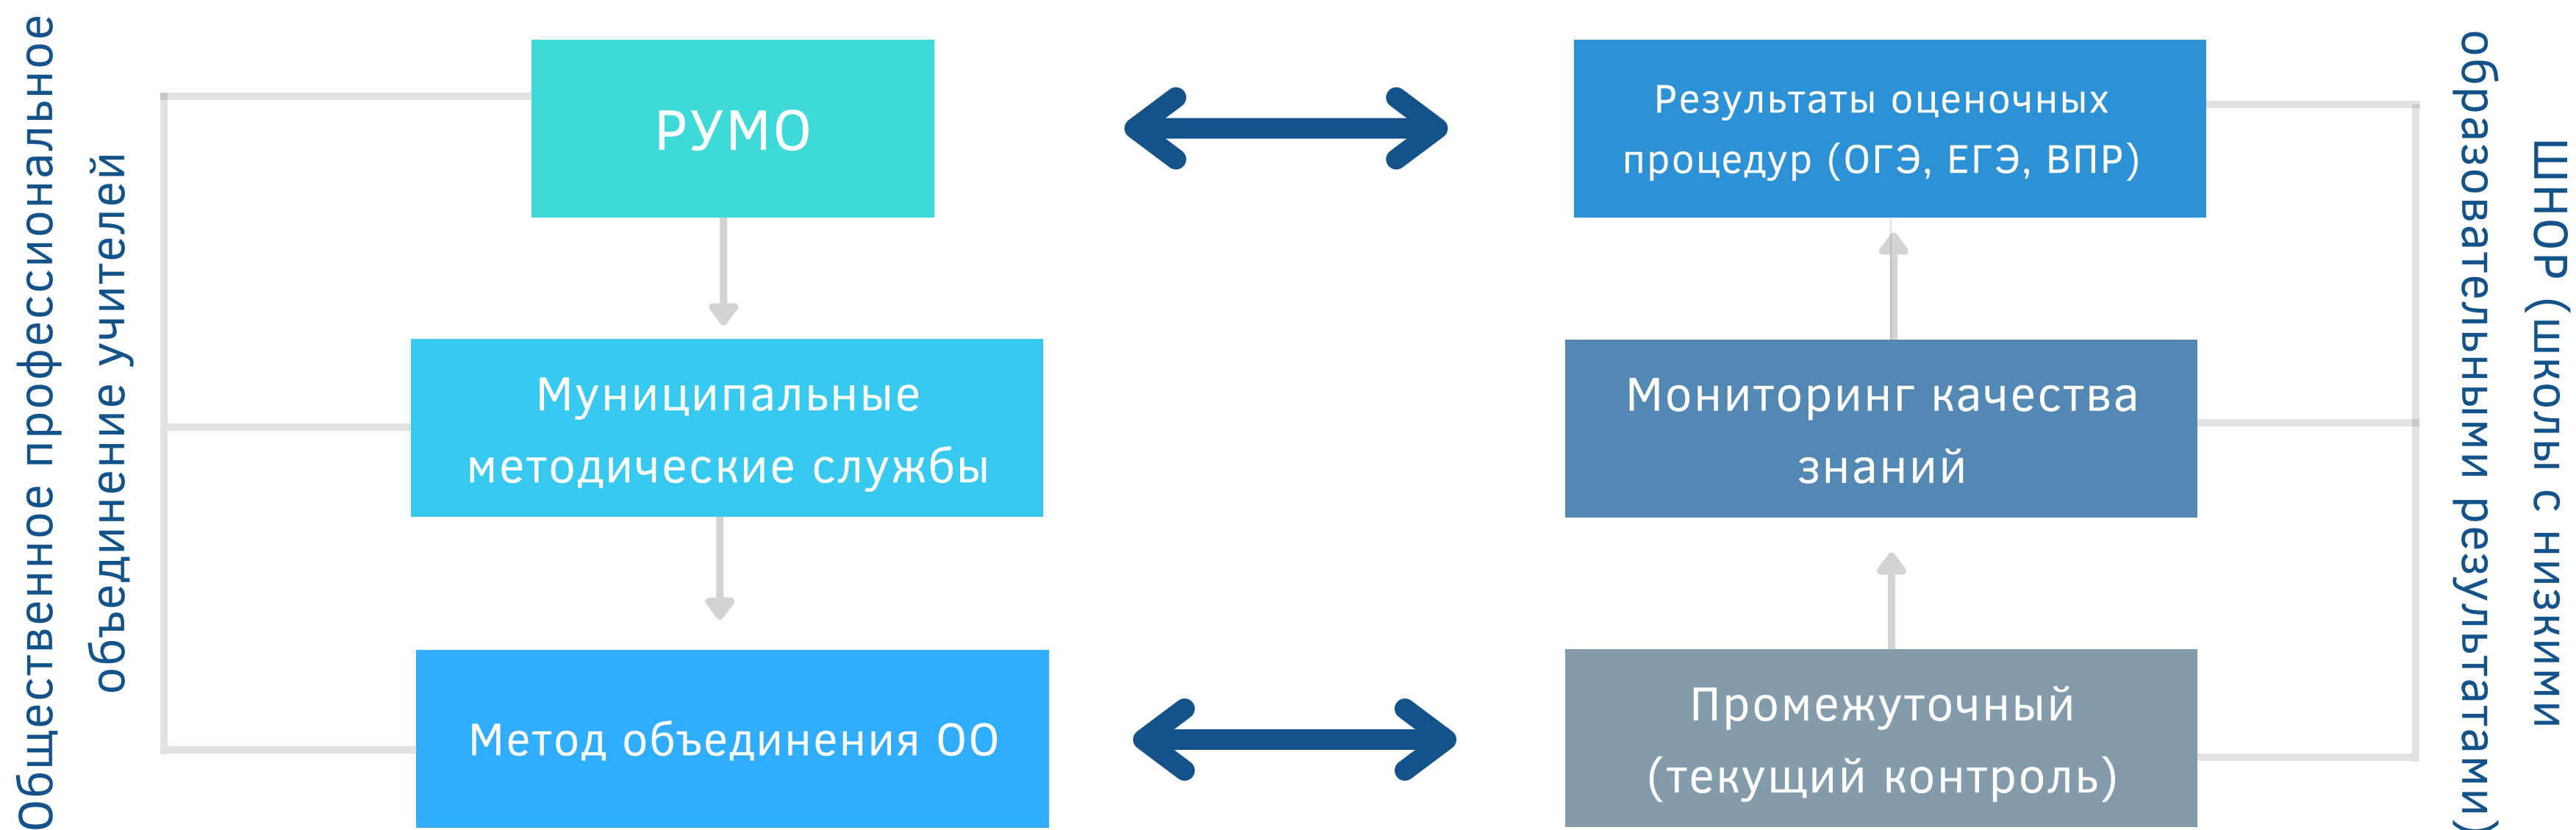 Общественное профессиональное
объединение учителей
РУМО
Муниципальные
методические службы
Метод объединения ОО
Результаты оценочных
процедур (ОГЭ, ЕГЭ, ВПР)
Мониторинг качества
знаний
Промежуточный
(текущий контроль)
ШНОР (школы с низкими
образовательными результатами)